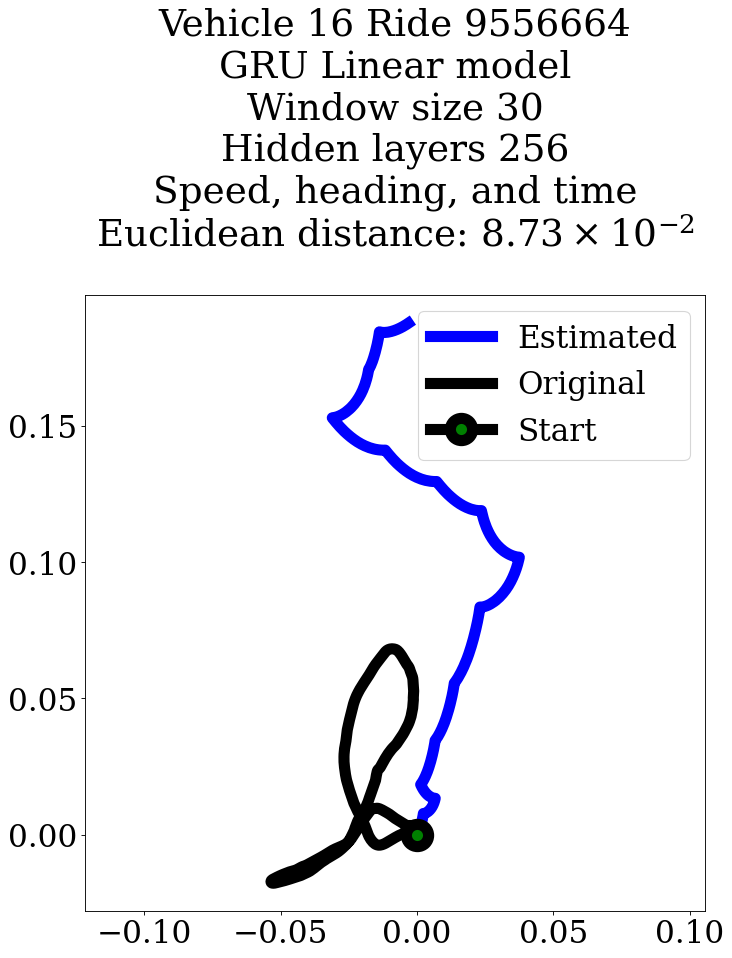 Vehicle 16 Ride 9556664
GRU Linear model
Window size 30
Hidden layers 256
Speed, heading, and time
Euclidean distance: 8.73 × 10⁻²
Estimated
Original
Start
0.15
0.10
0.05
0.00
−0.10 −0.05 0.00 0.05 0.10